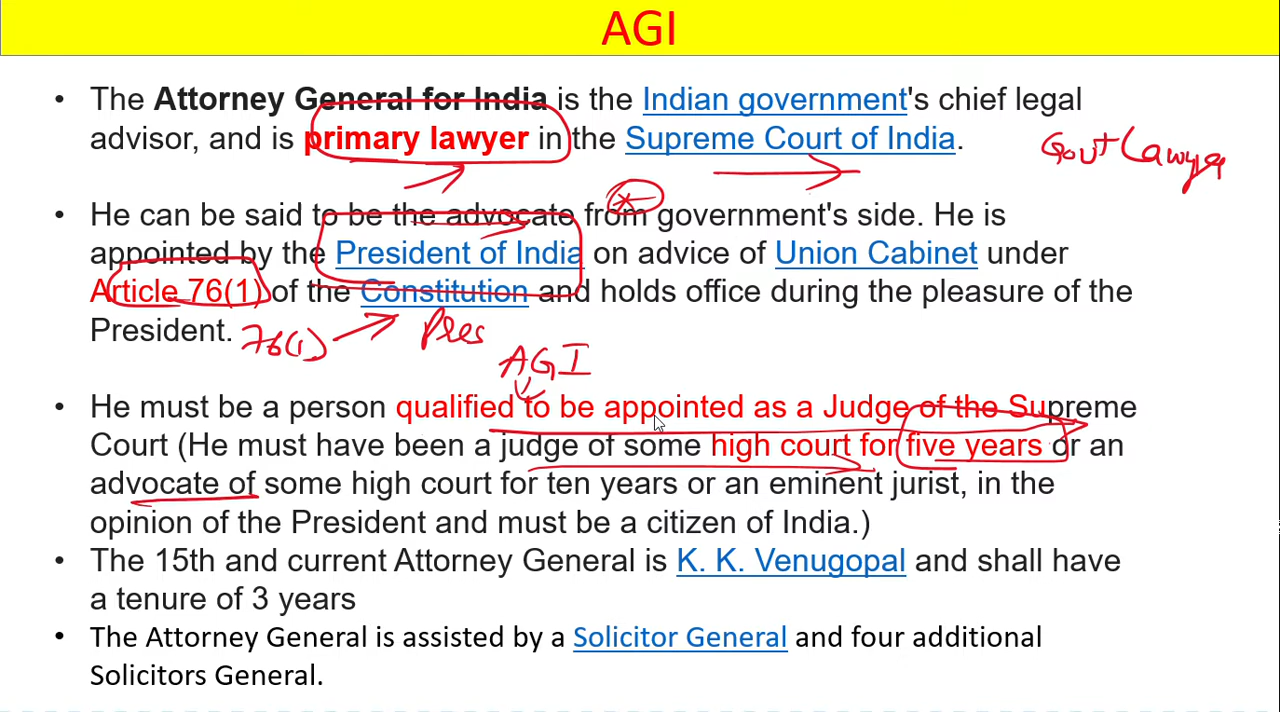 AGI
• The Attorney General for India is the Indian government's chief legal
advisor, and is primary lawyer in the Supreme Court of India.
Govt Lawyer
• He can be said to be the advocate from government's side. He is
appointed by the President of India on advice of Union Cabinet under
Article 76(1) of the Constitution and holds office during the pleasure of the
President.
76(1) → Pres
AGI
• He must be a person qualified to be appointed as a Judge of the Supreme
Court (He must have been a judge of some high court for five years or an
advocate of some high court for ten years or an eminent jurist, in the
opinion of the President and must be a citizen of India.)
• The 15th and current Attorney General is K. K. Venugopal and shall have
a tenure of 3 years
• The Attorney General is assisted by a Solicitor General and four additional
Solicitors General.